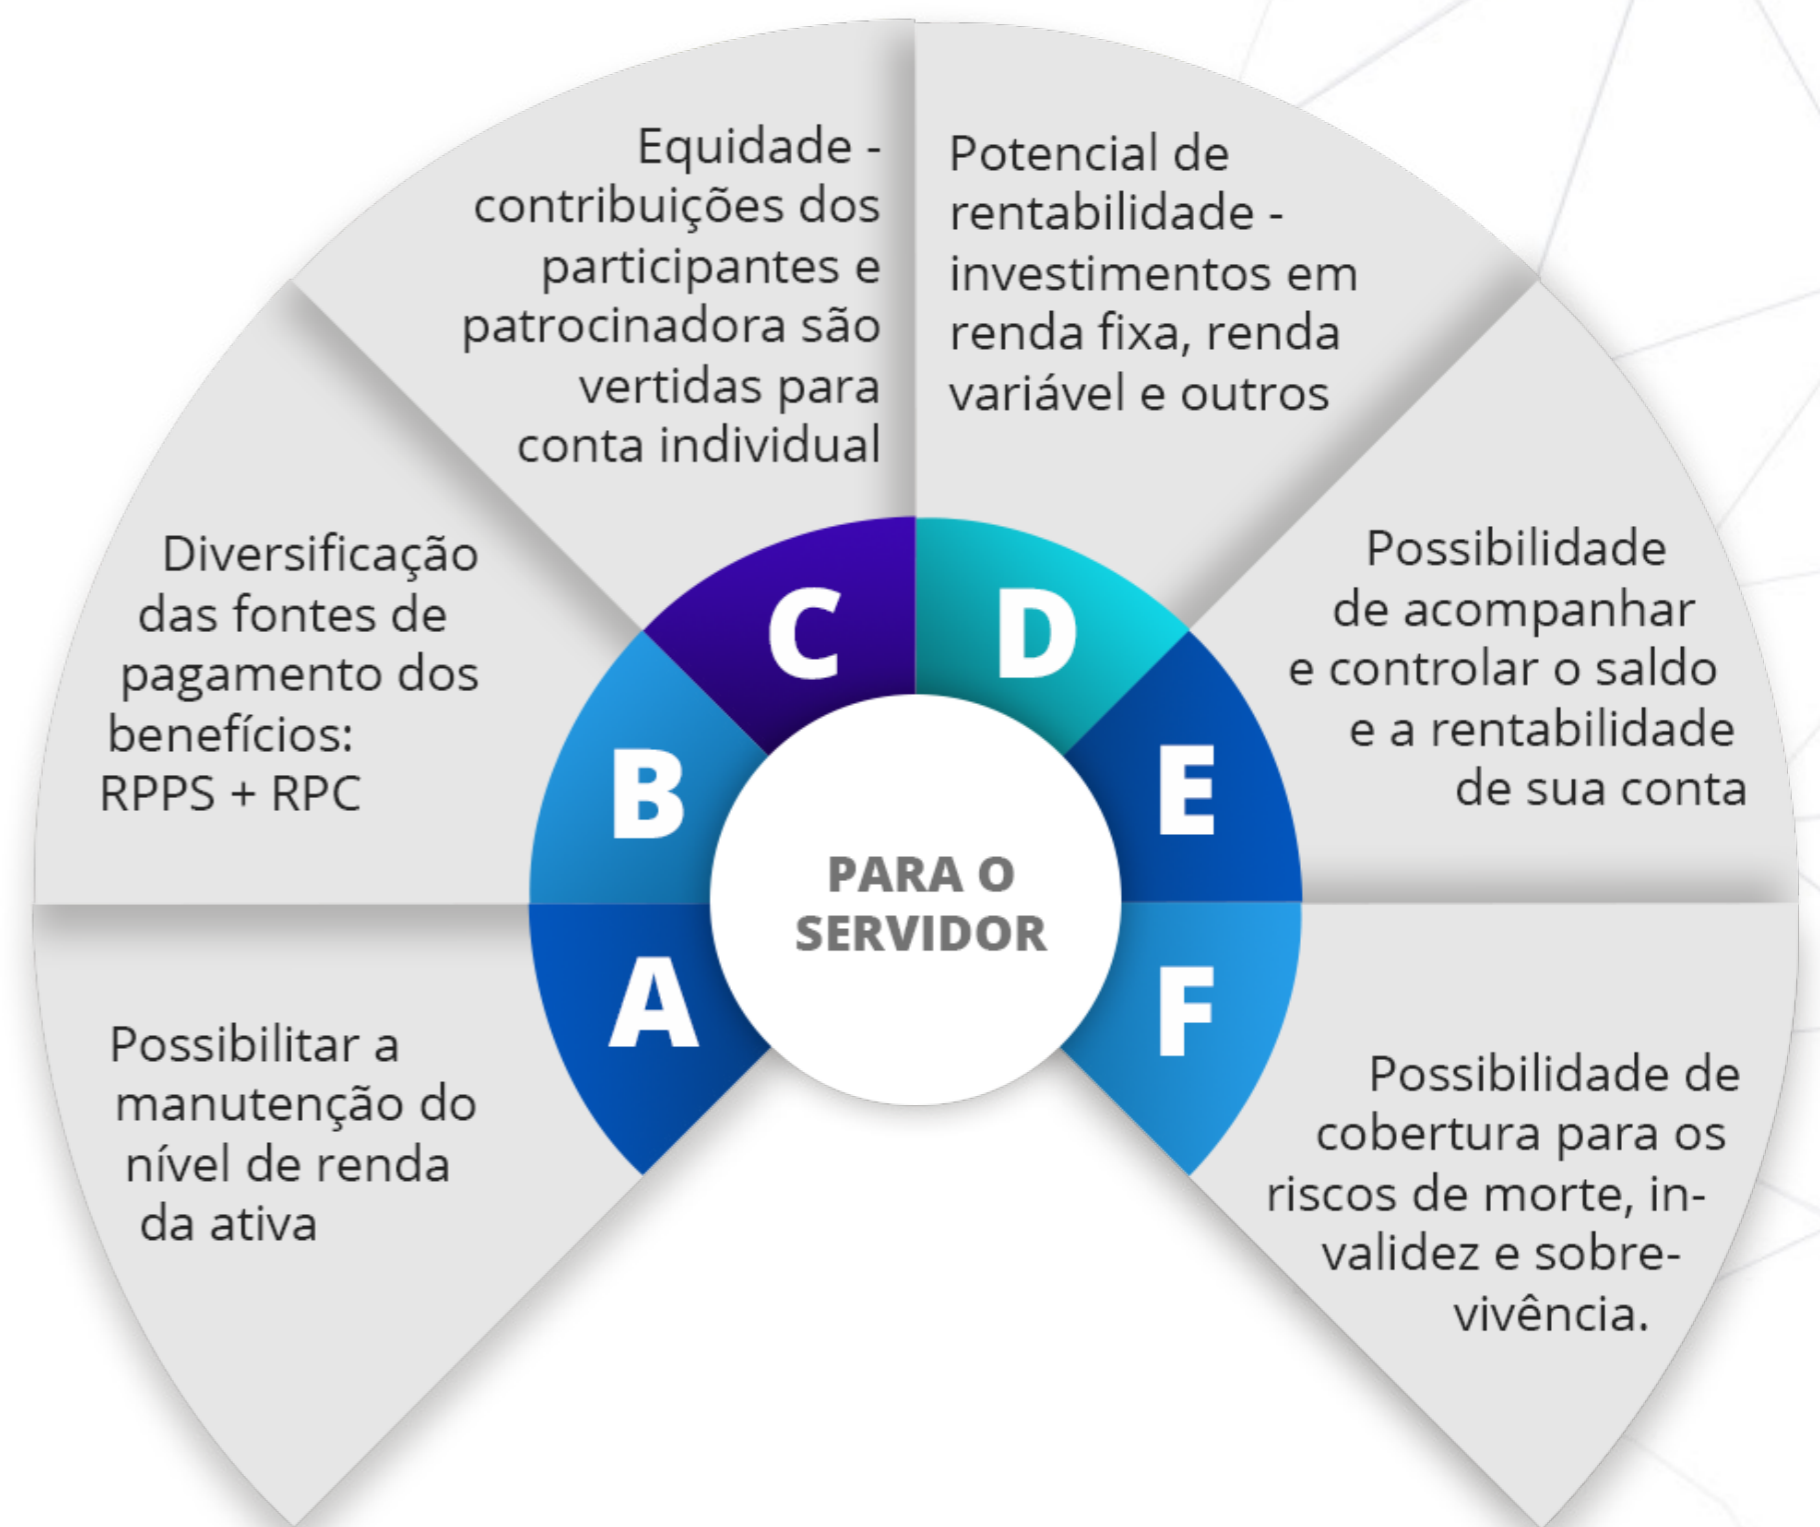 PARA O
SERVIDOR
A
Possibilitar a
manutenção do
nível de renda
da ativa
B
Diversificação
das fontes de
pagamento dos
benefícios:
RPPS + RPC
C
Equidade -
contribuições dos
participantes e
patrocinadora são
vertidas para
conta individual
D
Potencial de
rentabilidade -
investimentos em
renda fixa, renda
variável e outros
E
Possibilidade
de acompanhar
e controlar o saldo
e a rentabilidade
de sua conta
F
Possibilidade de
cobertura para os
riscos de morte, in-
validez e sobre-
vivência.